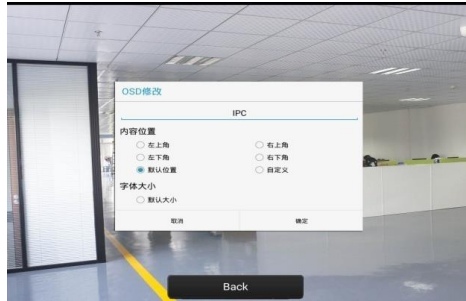 OSD修改
IPC
内容位置
左上角 右上角
左下角 右下角
默认位置 自定义
字体大小
默认大小
取消 确定
Back